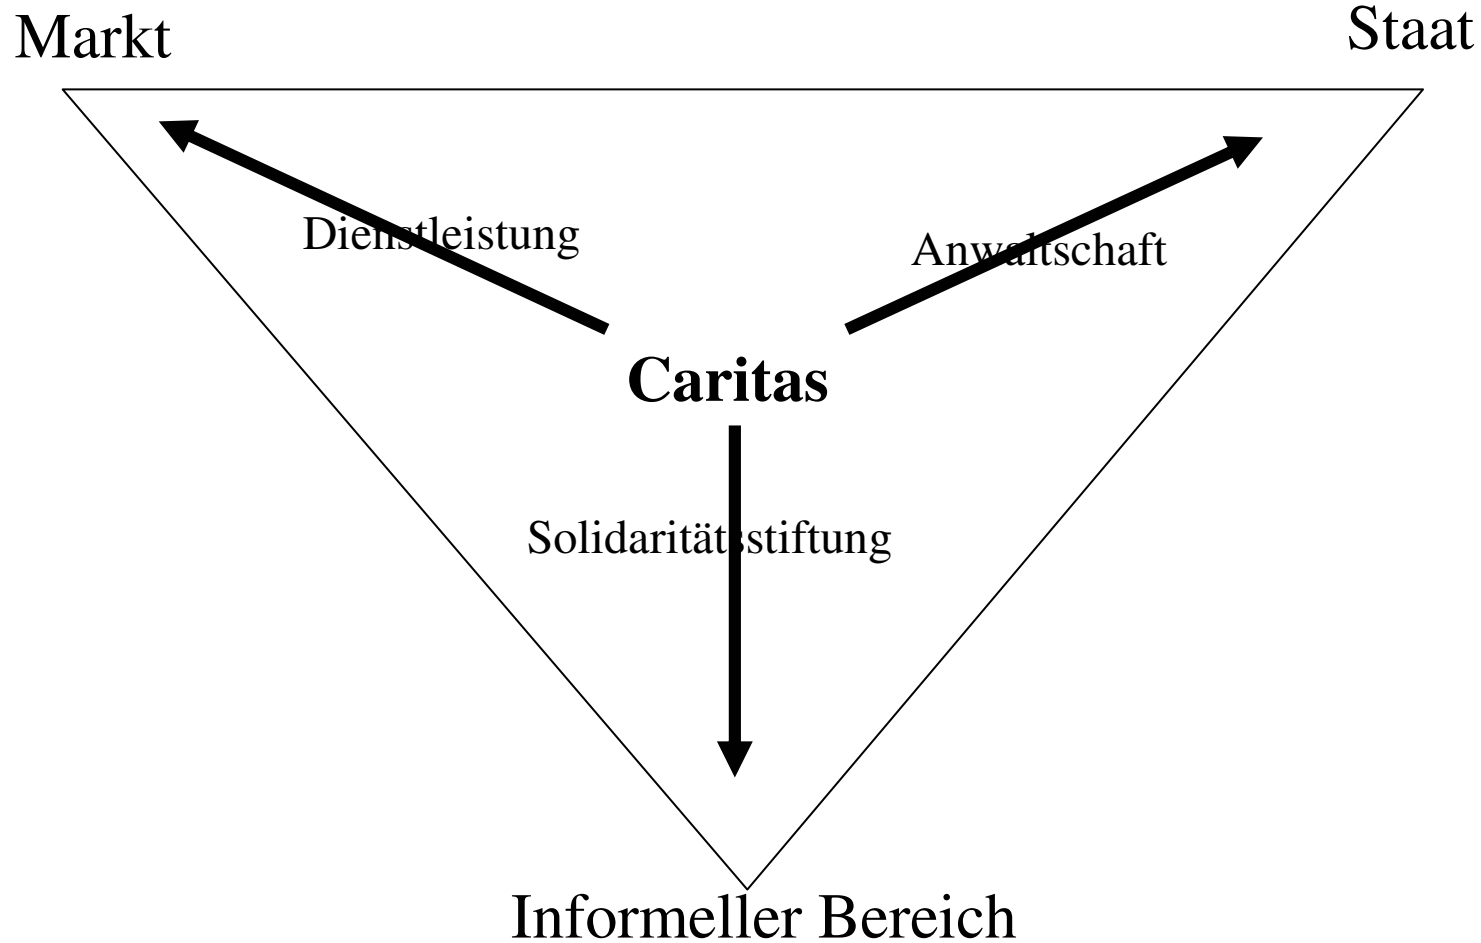 Markt
Staat
Dienstleistung
Anwaltschaft
Caritas
Solidaritätsstiftung
Informeller Bereich